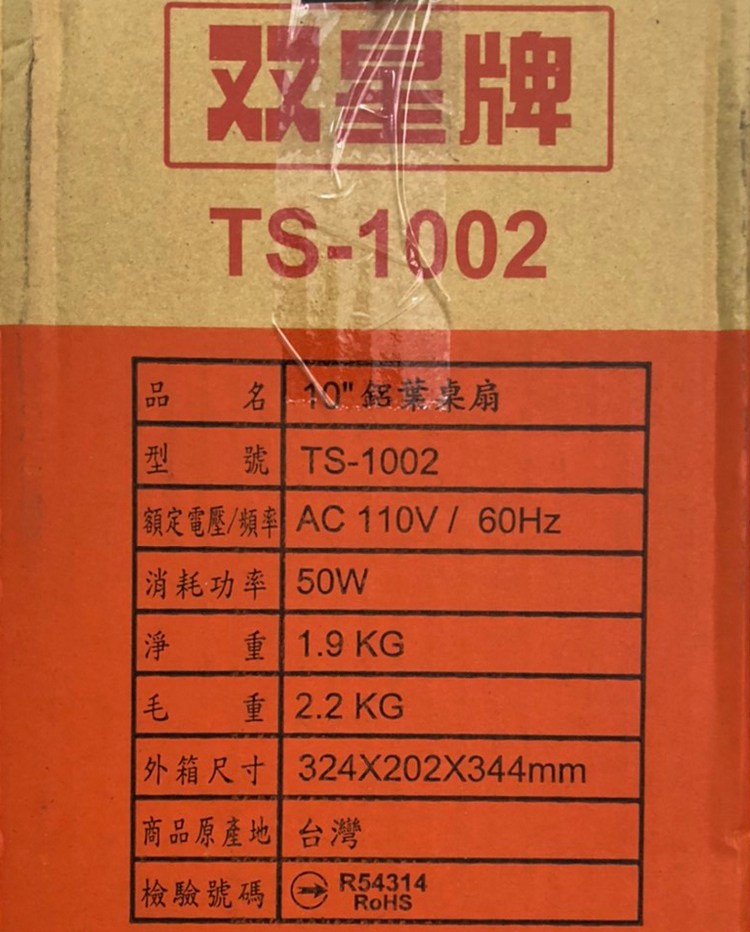 双星牌
TS-1002
品名 10" 鋁葉桌扇
型號 TS-1002
額定電壓/頻率 AC 110V / 60Hz
消耗功率 50W
淨重 1.9 KG
毛重 2.2 KG
外箱尺寸 324X202X344mm
商品原產地 台灣
檢驗號碼 R54314
RoHS